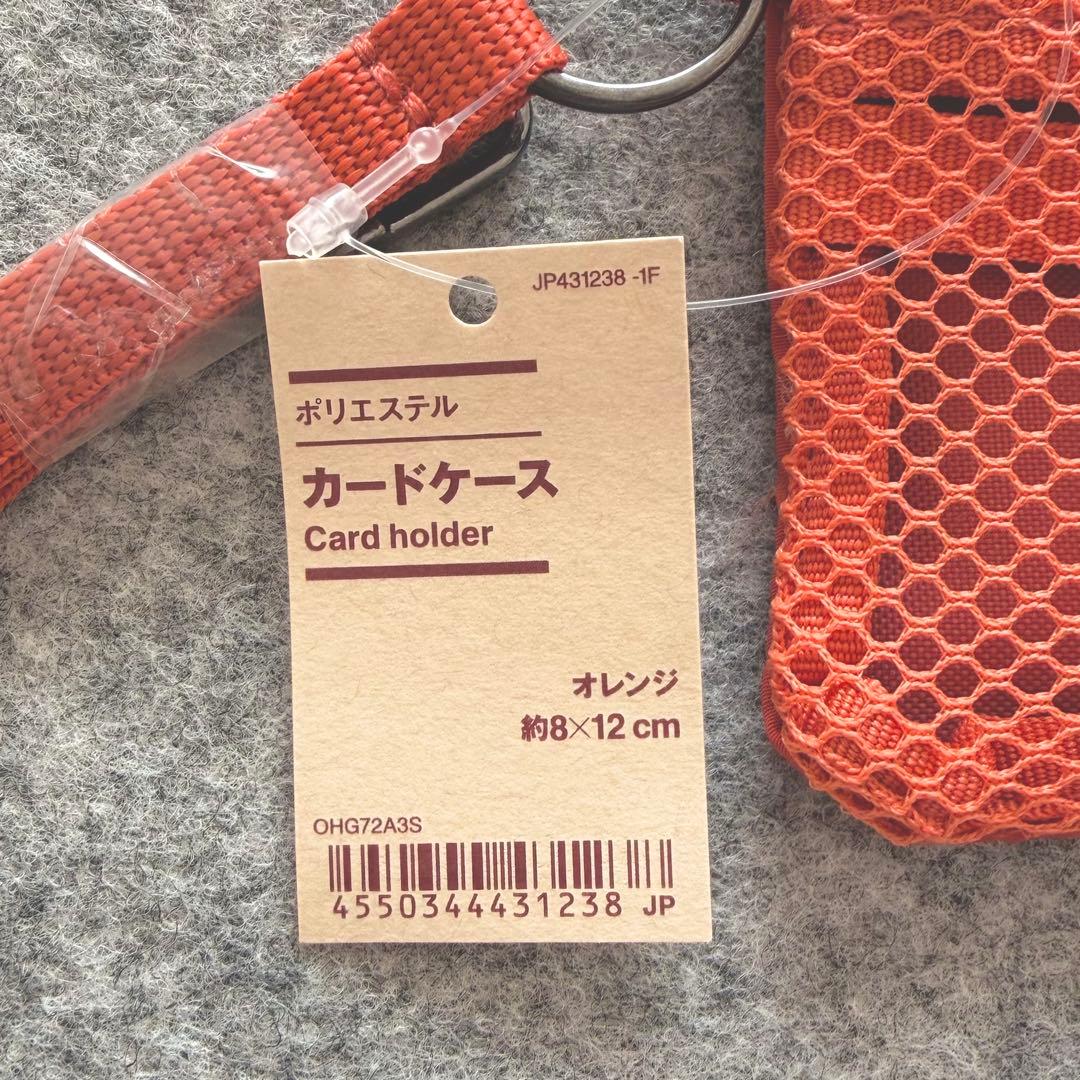 JP431238 -1F
ポリエステル
カードケース
Card holder
オレンジ
約8×12 cm
OHG72A3S
4550344431238 JP